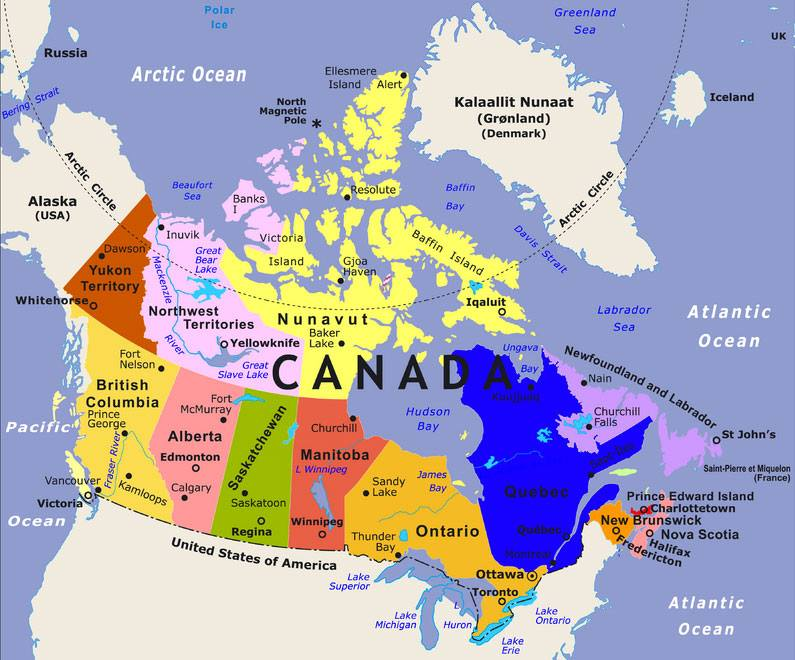 Polar
Ice
Greenland
Sea
UK
Russia
Arctic Ocean
Ellesmere
Island
Alert
Kalaallit Nunaat
(Grønland)
(Denmark)
Iceland
Bering Strait
North
Magnetic
Pole
*
Arctic Circle
Arctic Circle
Alaska
(USA)
Beaufort
Sea
Banks
I
Resolute
Baffin
Bay
Davis Strait
Dawson
Yukon
Territory
Inuvik
Great
Bear
Lake
Victoria
Island
Gjoa
Haven
Baffin Island
Whitehorse
Mackenzie
River
Northwest
Territories
Yellowknife
Great
Slave Lake
Nunavut
Baker
Lake
Iqaluit
Labrador
Sea
Atlantic
Ocean
CANADA
Fort
Nelson
British
Columbia
Prince
George
Pacific
Ocean
Fraser River
Vancouver
Victoria
Kamloops
Fort
McMurray
Alberta
Edmonton
Calgary
Saskatchewan
Saskatoon
Regina
Churchill
Manitoba
L Winnipeg
Winnipeg
Hudson
Bay
James
Bay
Sandy
Lake
Ontario
Thunder
Bay
Ungava
Bay
Kuujjuaq
Newfoundland and Labrador
Nain
Churchill
Falls
St John's
Saint-Pierre et Miquelon
(France)
Sept-Iles
Quebec
Québec
Montreal
Prince Edward Island
Charlottetown
New Brunswick
Nova Scotia
Halifax
Fredericton
Ottawa
Toronto
United States of America
Lake
Superior
Lake
Michigan
L
Huron
Lake
Ontario
Lake
Erie
Atlantic
Ocean